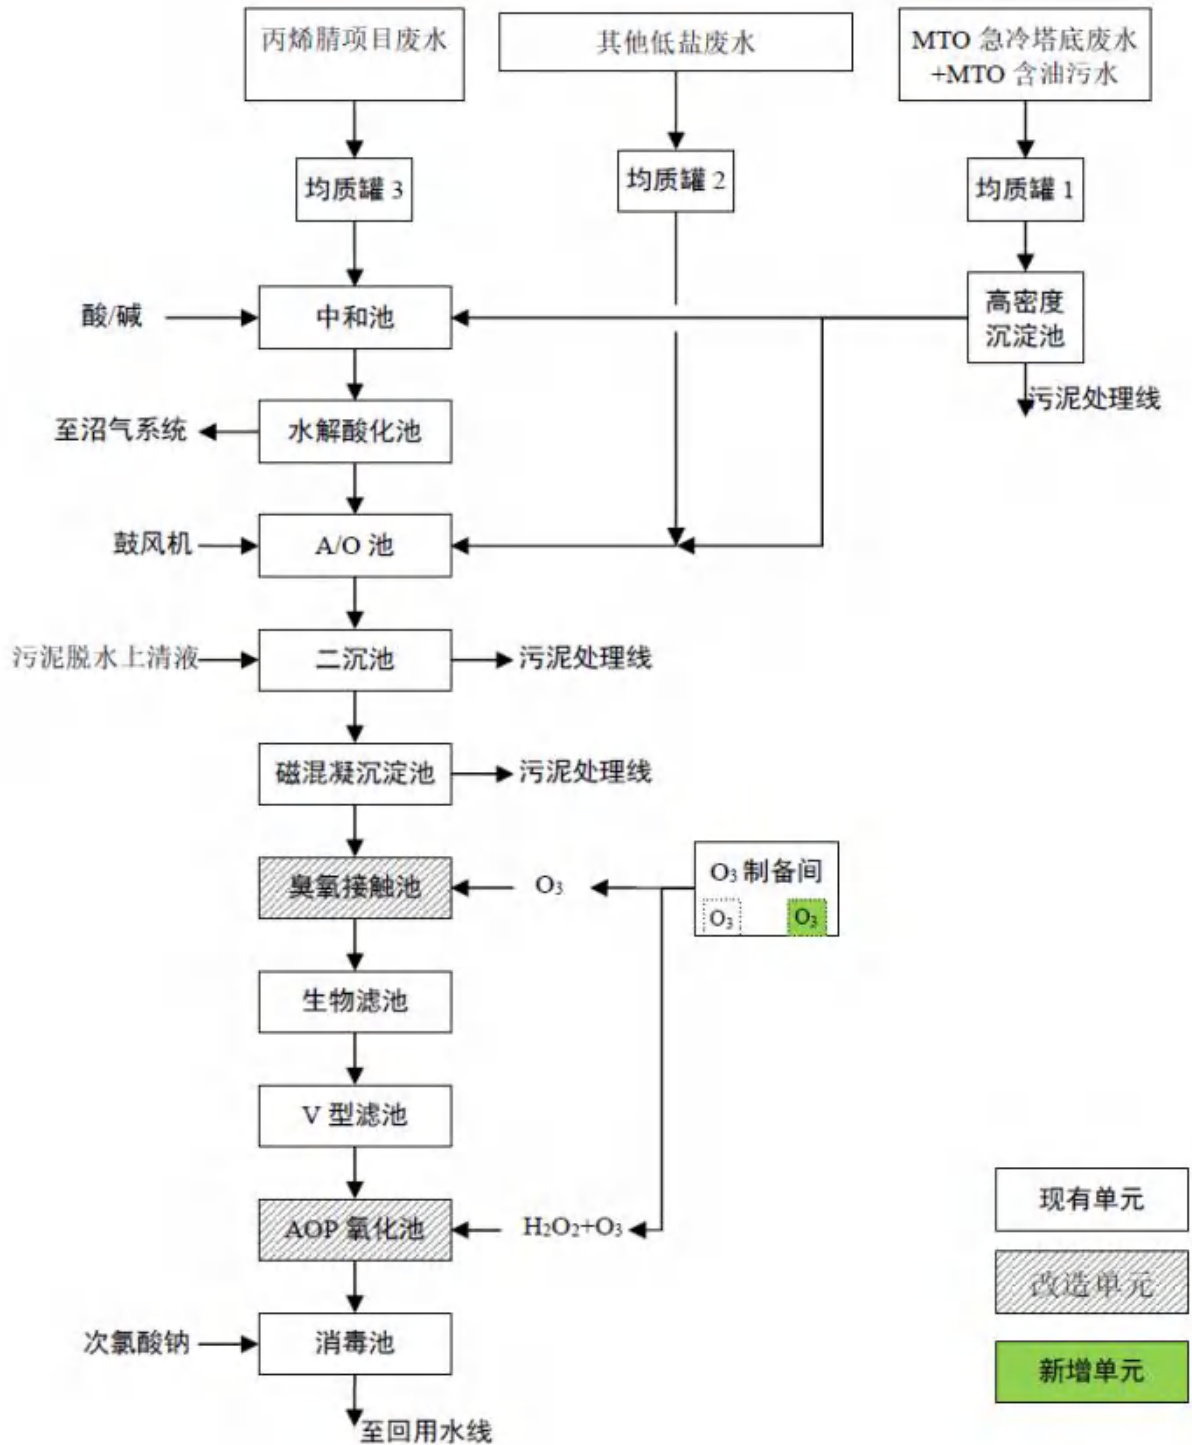 丙烯腈项目废水
其他低盐废水
MTO 急冷塔底废水
+MTO 含油污水
均质罐 3
均质罐 2
均质罐 1
高密度
沉淀池
酸/碱
中和池
污泥处理线
至沼气系统
水解酸化池
鼓风机
A/O 池
污泥脱水上清液
二沉池
污泥处理线
磁混凝沉淀池
污泥处理线
O₃ 制备间
O₃
O₃
臭氧接触池
O₃
生物滤池
V 型滤池
AOP 氧化池
H₂O₂+O₃
次氯酸钠
消毒池
至回用水线
现有单元
改造单元
新增单元